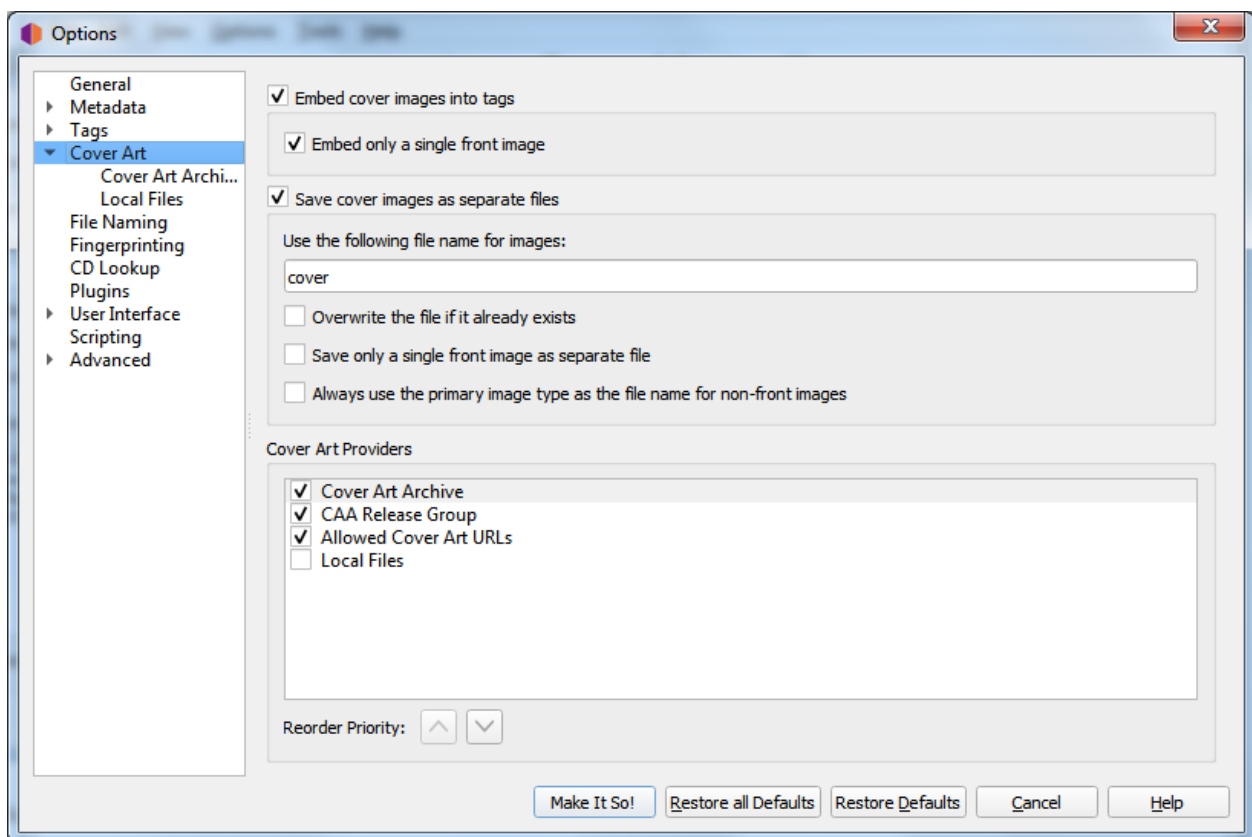 Options
General
Metadata
Tags
Cover Art
Cover Art Archi...
Local Files
File Naming
Fingerprinting
CD Lookup
Plugins
User Interface
Scripting
Advanced
Embed cover images into tags
Embed only a single front image
Save cover images as separate files
Use the following file name for images:
cover
Overwrite the file if it already exists
Save only a single front image as separate file
Always use the primary image type as the file name for non-front images
Cover Art Providers
Cover Art Archive
CAA Release Group
Allowed Cover Art URLs
Local Files
Reorder Priority:
Make It So! Restore all Defaults Restore Defaults Cancel Help